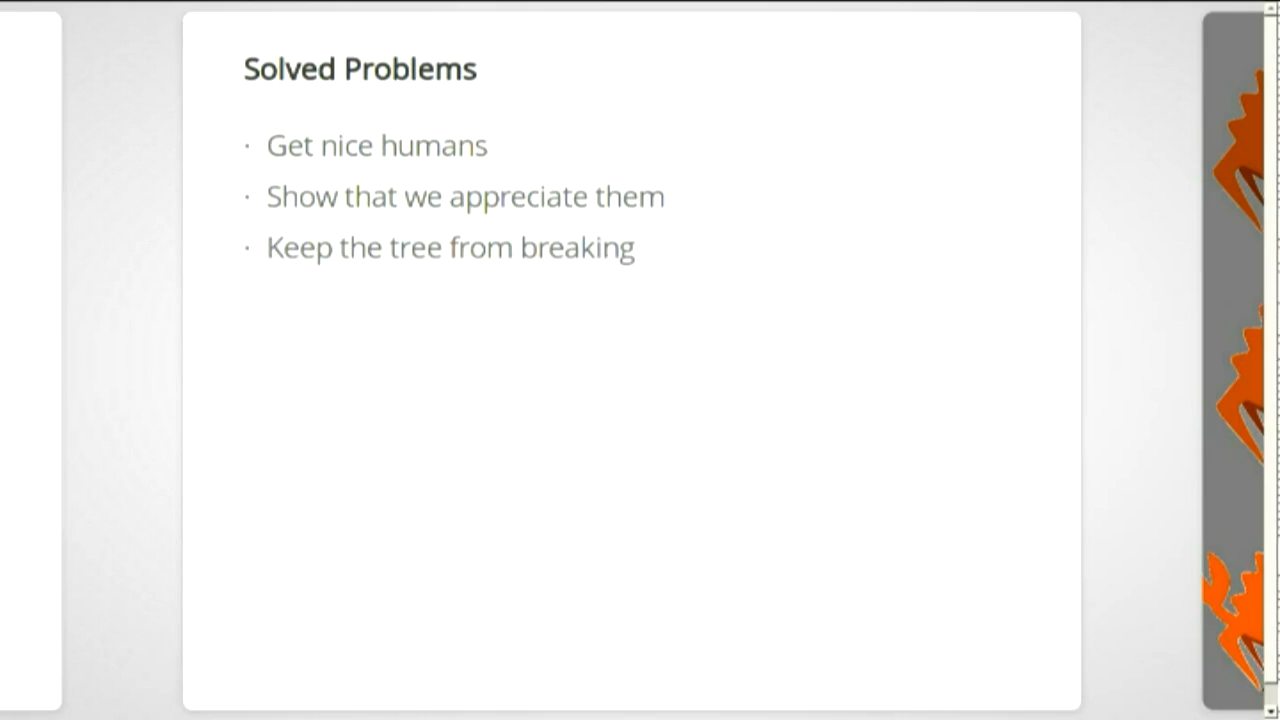 Solved Problems
· Get nice humans
· Show that we appreciate them
· Keep the tree from breaking